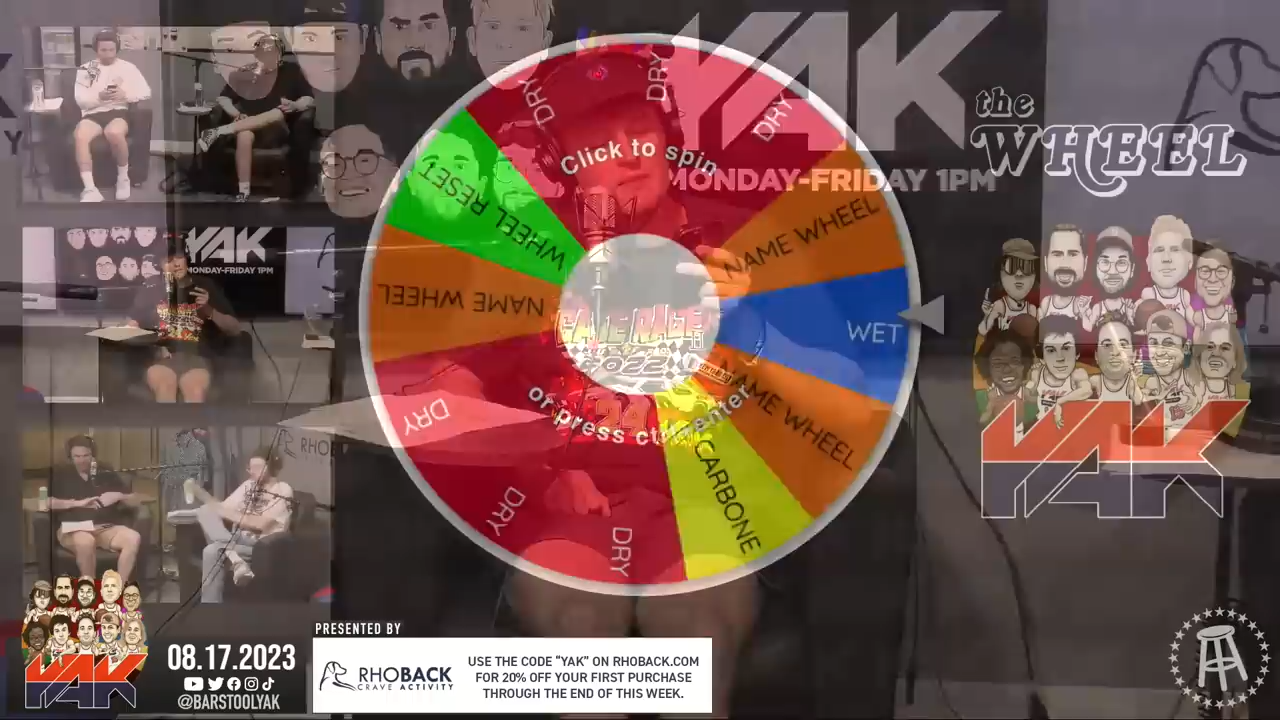 YAK
MONDAY-FRIDAY 1PM
the
WHEEL
Click to spin
or press ctrl+enter
DRY
DRY
DRY
NAME WHEEL
WET
NAME WHEEL
CARBONE
DRY
DRY
DRY
NAME WHEEL
WHEEL RESET
YAK
MONDAY-FRIDAY 1PM
RHO
2022
24
YAK
YAK
08.17.2023
@BARSTOOLYAK
PRESENTED BY
RHOBACK
CRAVE ACTIVITY
USE THE CODE “YAK” ON RHOBACK.COM
FOR 20% OFF YOUR FIRST PURCHASE
THROUGH THE END OF THIS WEEK.